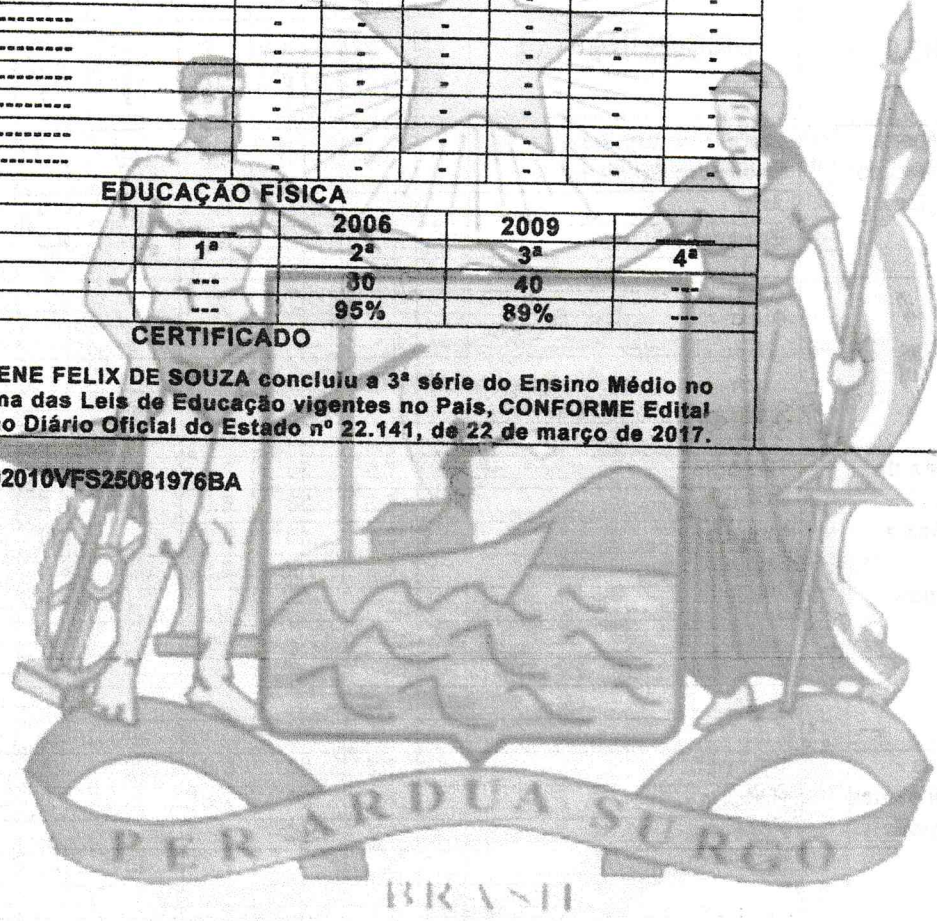 --------- - - - - - -
--------- - - - - - -
--------- - - - - - -
--------- - - - - - -
--------- - - - - - -
--------- - - - - - -
EDUCAÇÃO FÍSICA
2006 2009
1ª 2ª 3ª 4ª
--- 30 40 ---
--- 95% 89% ---
CERTIFICADO
ENE FELIX DE SOUZA concluiu a 3ª série do Ensino Médio no
ma das Leis de Educação vigentes no País, CONFORME Edital
o Diário Oficial do Estado nº 22.141, de 22 de março de 2017.
2010VFS25081976BA
PER ARDUA SURGO
BRASIL